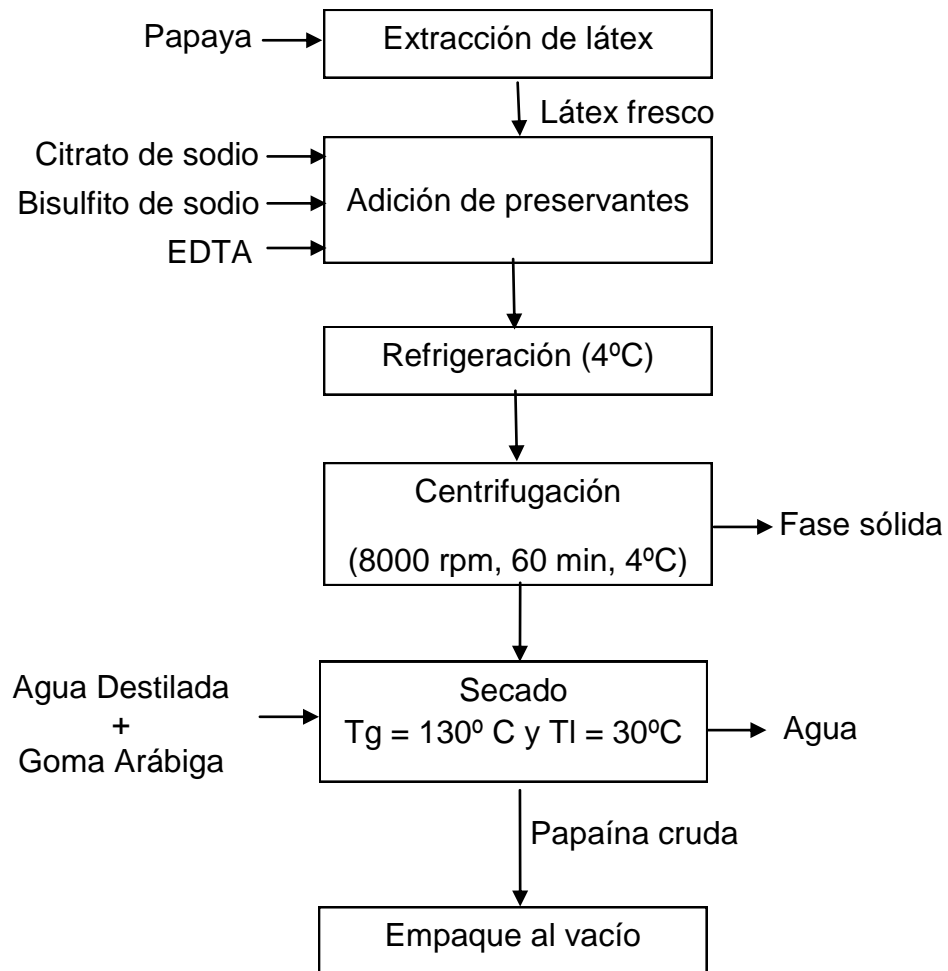 Papaya
Extracción de látex
Látex fresco
Citrato de sodio
Bisulfito de sodio
EDTA
Adición de preservantes
Refrigeración (4ºC)
Centrifugación
(8000 rpm, 60 min, 4ºC)
Fase sólida
Agua Destilada
+
Goma Arábiga
Secado
Tg = 130º C y Tl = 30ºC
Agua
Papaína cruda
Empaque al vacío